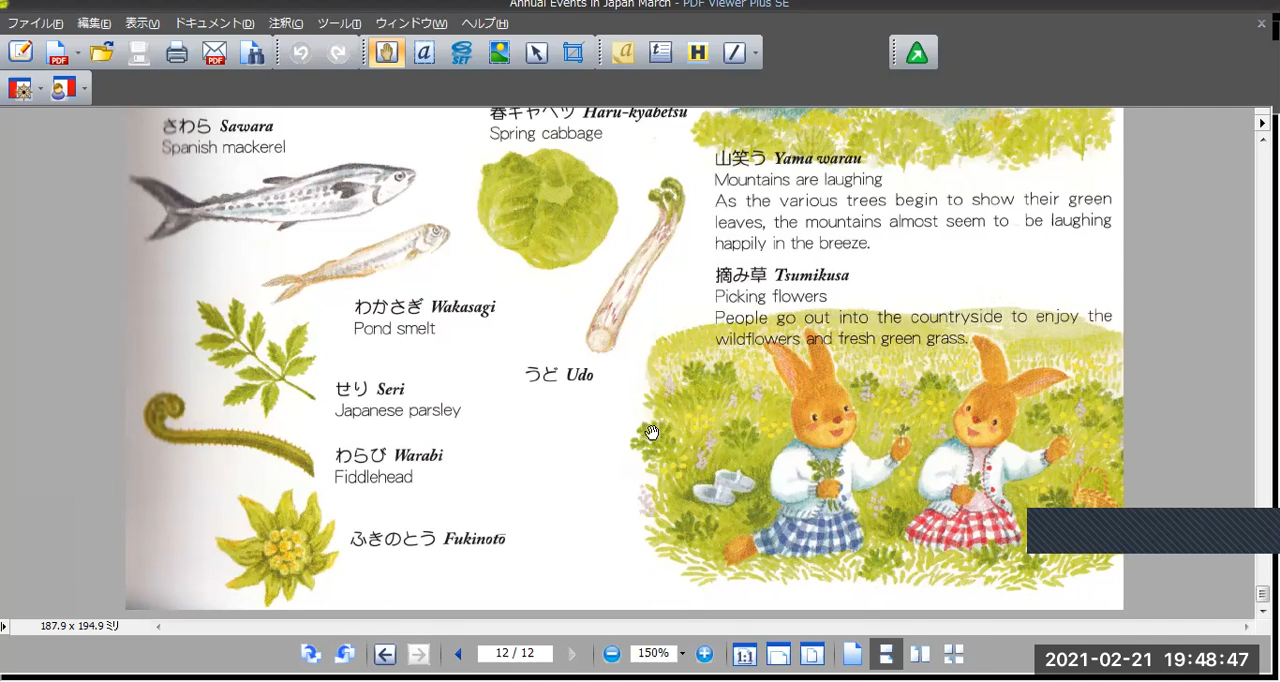 Annual Events in Japan March - PDF Viewer Plus SE
ファイル(F) 編集(E) 表示(V) ドキュメント(D) 注釈(C) ツール(T) ウィンドウ(W) ヘルプ(H)
さわら Sawara
Spanish mackerel
春キャベツ Haru-kyabetsu
Spring cabbage
わかさぎ Wakasagi
Pond smelt
うど Udo
せり Seri
Japanese parsley
わらび Warabi
Fiddlehead
ふきのとう Fukinotō
山笑う Yama warau
Mountains are laughing
As the various trees begin to show their green
leaves, the mountains almost seem to be laughing
happily in the breeze.
摘み草 Tsumikusa
Picking flowers
People go out into the countryside to enjoy the
wildflowers and fresh green grass.
187.9 x 194.9 ミリ
12 / 12
150%
1:1
2021-02-21 19:48:47